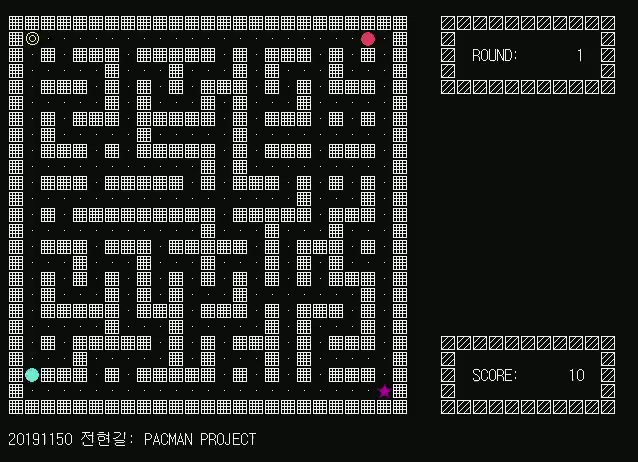 ROUND: 1
SCORE: 10
20191150 전현길: PACMAN PROJECT